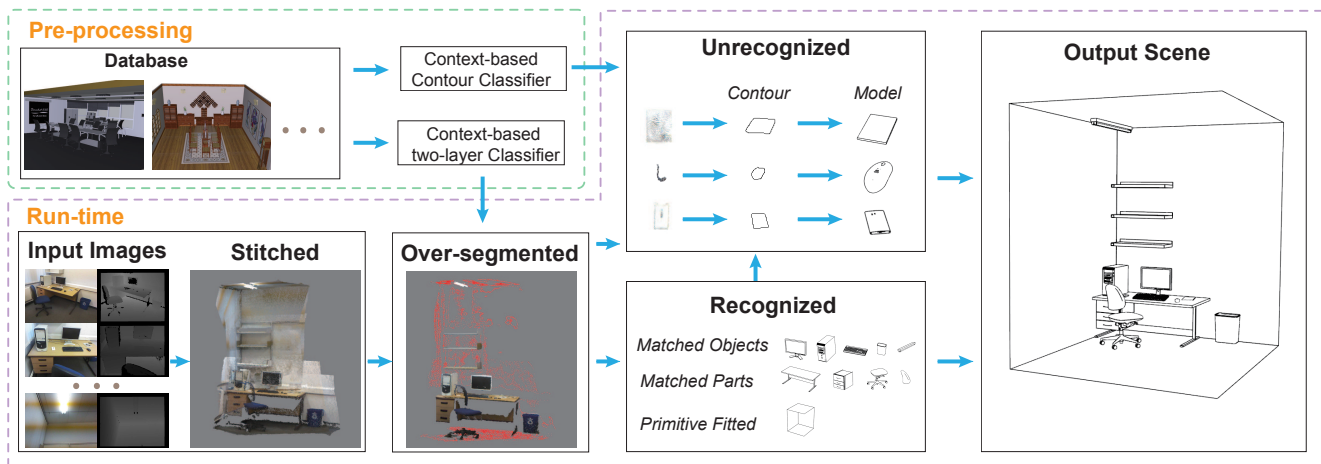 Pre-processing
Database
Context-based
Contour Classifier
Context-based
two-layer Classifier
Run-time
Input Images
Stitched
Over-segmented
Unrecognized
Contour
Model
Recognized
Matched Objects
Matched Parts
Primitive Fitted
Output Scene